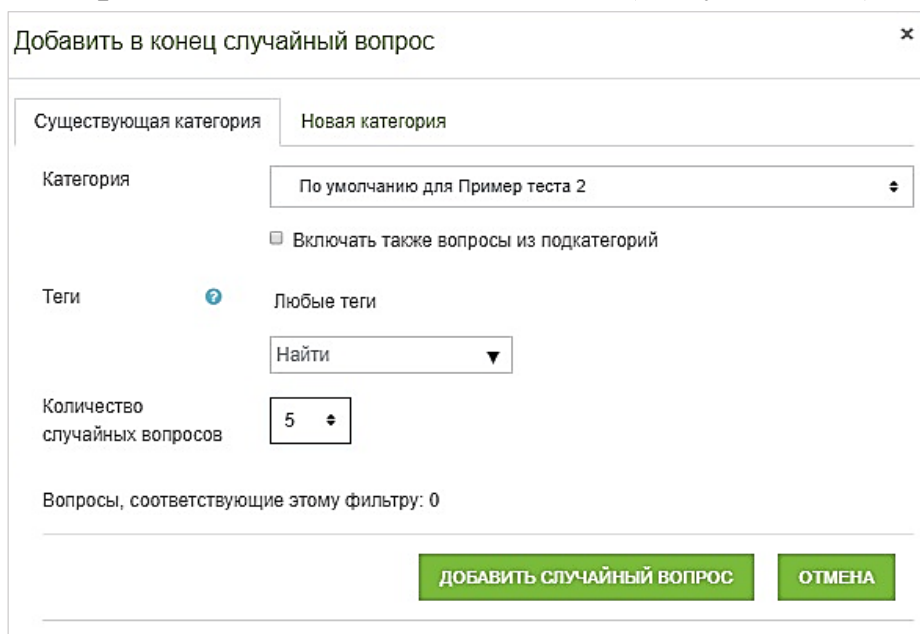 Добавить в конец случайный вопрос
Существующая категория Новая категория
Категория По умолчанию для Пример теста 2
Включать также вопросы из подкатегорий
Теги Любые теги
Найти
Количество
случайных вопросов 5
Вопросы, соответствующие этому фильтру: 0
ДОБАВИТЬ СЛУЧАЙНЫЙ ВОПРОС ОТМЕНА